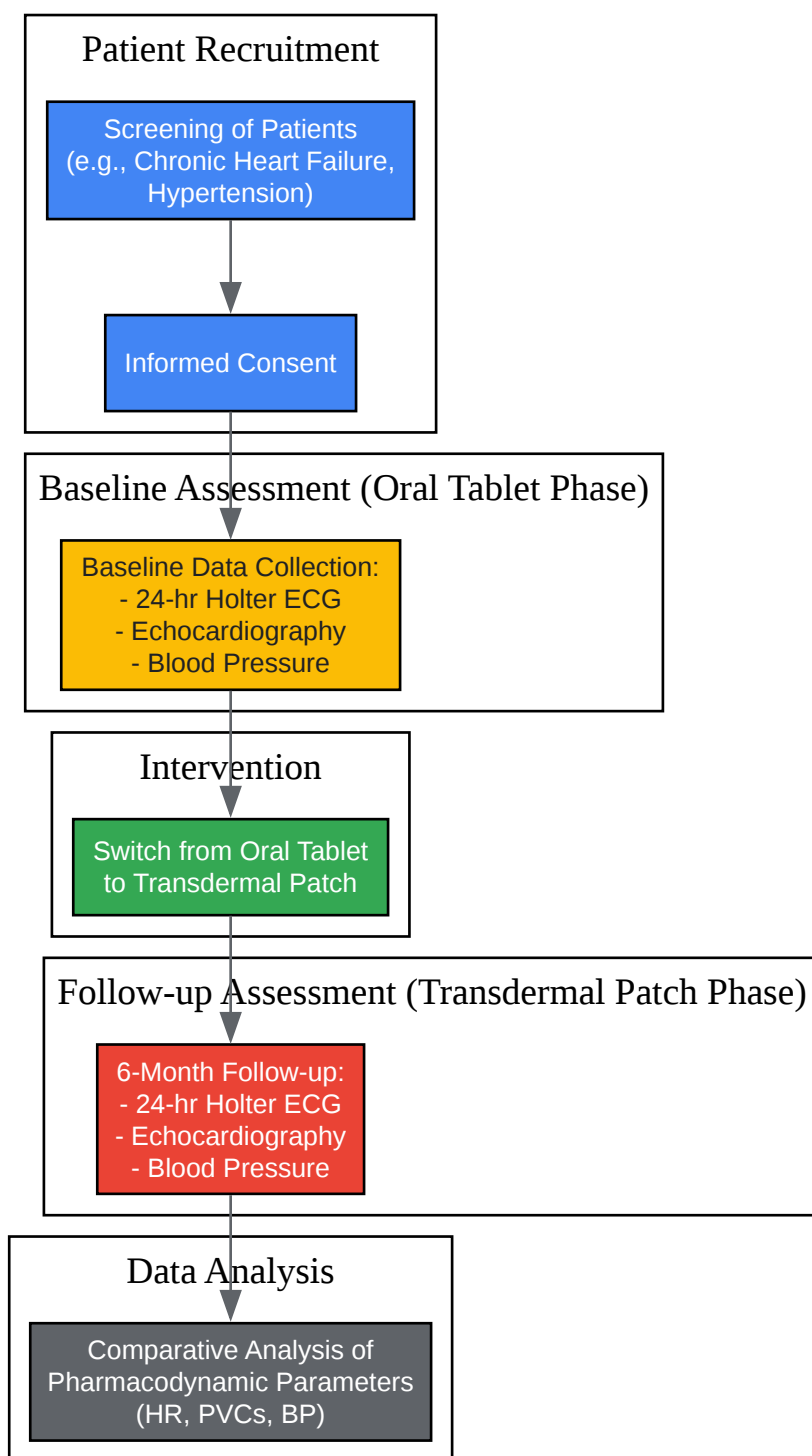 Patient Recruitment
Screening of Patients
(e.g., Chronic Heart Failure,
Hypertension)
Informed Consent
Baseline Assessment (Oral Tablet Phase)
Baseline Data Collection:
- 24-hr Holter ECG
- Echocardiography
- Blood Pressure
Intervention
Switch from Oral Tablet
to Transdermal Patch
Follow-up Assessment (Transdermal Patch Phase)
6-Month Follow-up:
- 24-hr Holter ECG
- Echocardiography
- Blood Pressure
Data Analysis
Comparative Analysis of
Pharmacodynamic Parameters
(HR, PVCs, BP)